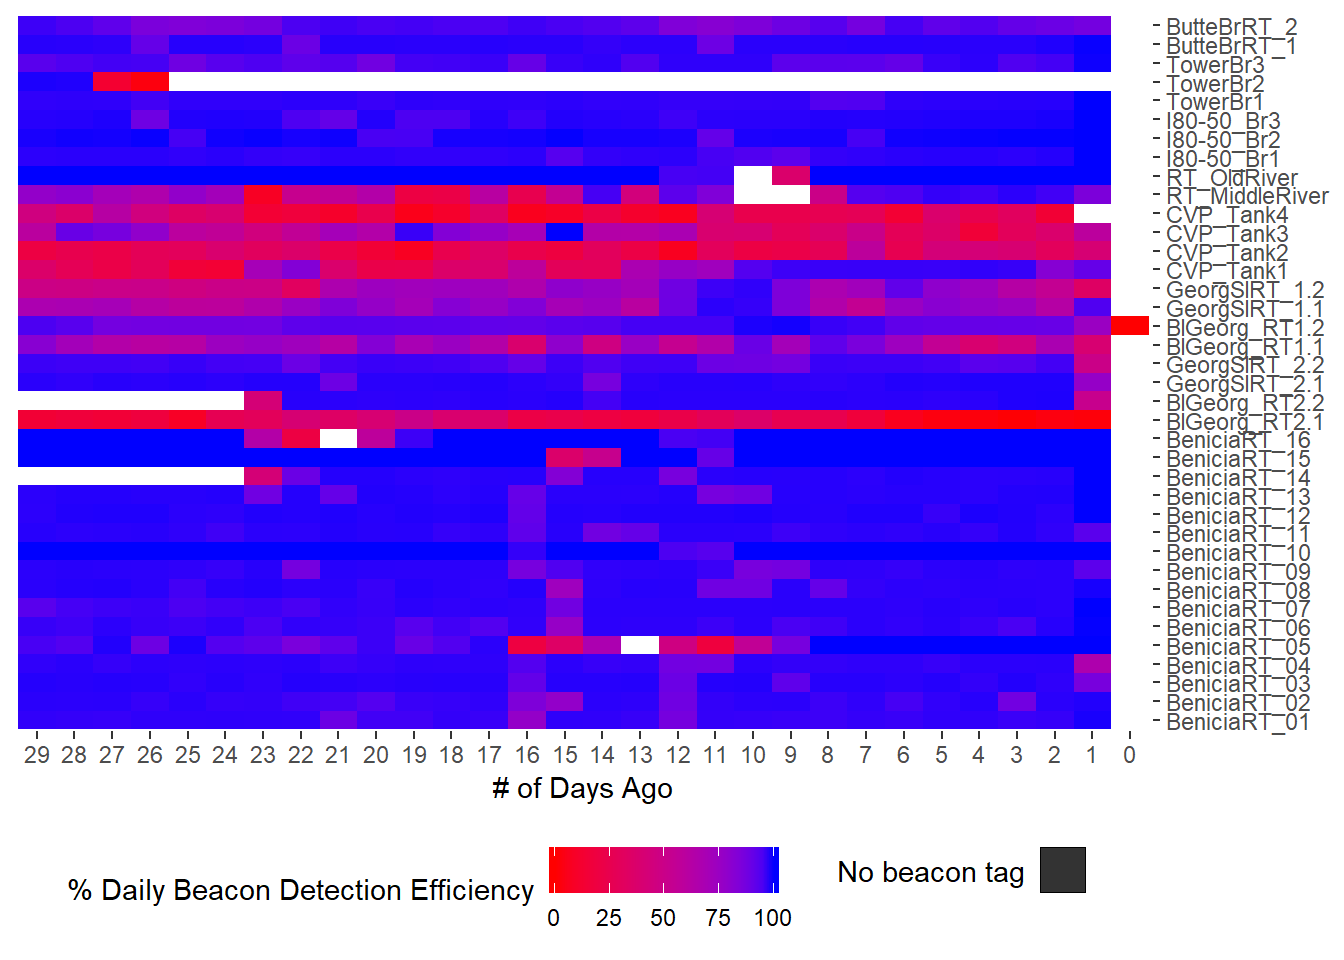 ButteBrRT_2
ButteBrRT_1
TowerBr3
TowerBr2
TowerBr1
I80-50_Br3
I80-50_Br2
I80-50_Br1
RT_OldRiver
RT_MiddleRiver
CVP_Tank4
CVP_Tank3
CVP_Tank2
CVP_Tank1
GeorgSlRT_1.2
GeorgSlRT_1.1
BlGeorg_RT1.2
BlGeorg_RT1.1
GeorgSlRT_2.2
GeorgSlRT_2.1
BlGeorg_RT2.2
BlGeorg_RT2.1
BeniciaRT_16
BeniciaRT_15
BeniciaRT_14
BeniciaRT_13
BeniciaRT_12
BeniciaRT_11
BeniciaRT_10
BeniciaRT_09
BeniciaRT_08
BeniciaRT_07
BeniciaRT_06
BeniciaRT_05
BeniciaRT_04
BeniciaRT_03
BeniciaRT_02
BeniciaRT_01
29 28 27 26 25 24 23 22 21 20 19 18 17 16 15 14 13 12 11 10 9 8 7 6 5 4 3 2 1 0
# of Days Ago
% Daily Beacon Detection Efficiency
0 25 50 75 100
No beacon tag